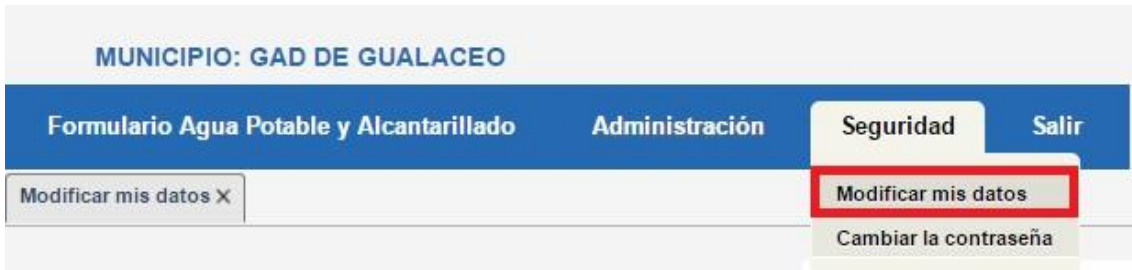 MUNICIPIO: GAD DE GUALACEO
Formulario Agua Potable y Alcantarillado Administración Seguridad Salir
Modificar mis datos X
Modificar mis datos
Cambiar la contraseña